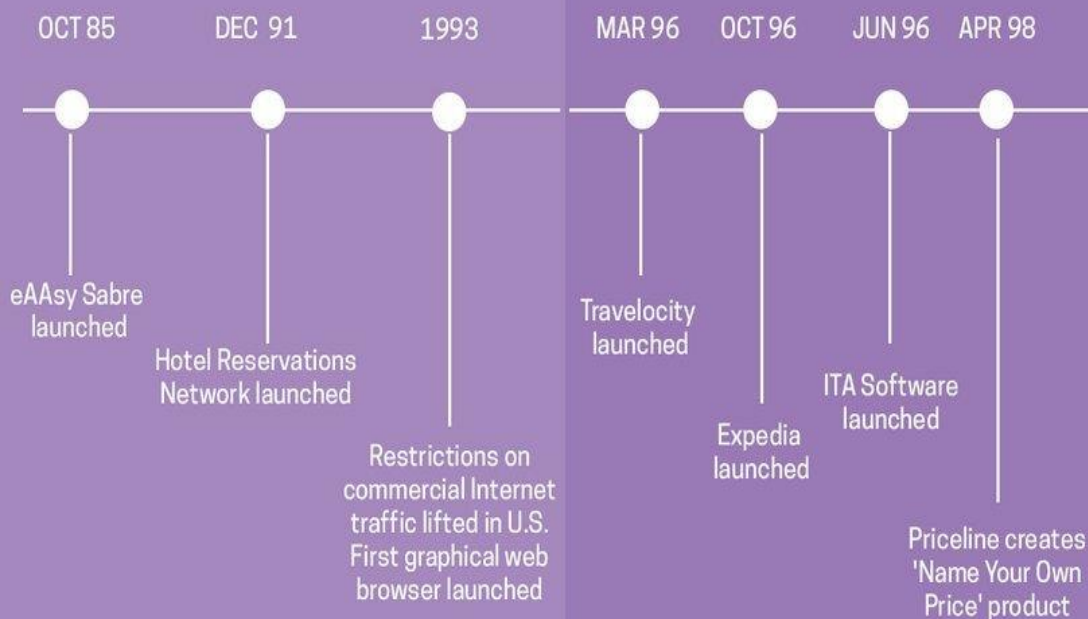 OCT 85
DEC 91
1993
MAR 96
OCT 96
JUN 96
APR 98
eAAsy Sabre
launched
Hotel Reservations
Network launched
Restrictions on
commercial Internet
traffic lifted in U.S.
First graphical web
browser launched
Travelocity
launched
Expedia
launched
ITA Software
launched
Priceline creates
'Name Your Own
Price' product